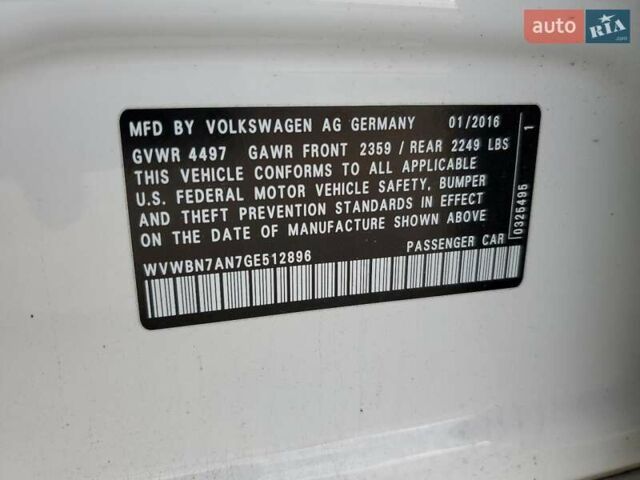 auto RIA.com
MFD BY VOLKSWAGEN AG GERMANY 01/2016
GVWR 4497 GAWR FRONT 2359 / REAR 2249 LBS
THIS VEHICLE CONFORMS TO ALL APPLICABLE
U.S. FEDERAL MOTOR VEHICLE SAFETY, BUMPER
AND THEFT PREVENTION STANDARDS IN EFFECT
ON THE DATE OF MANUFACTURE SHOWN ABOVE
WVWBN7AN7GE512896 PASSENGER CAR
0325495 1